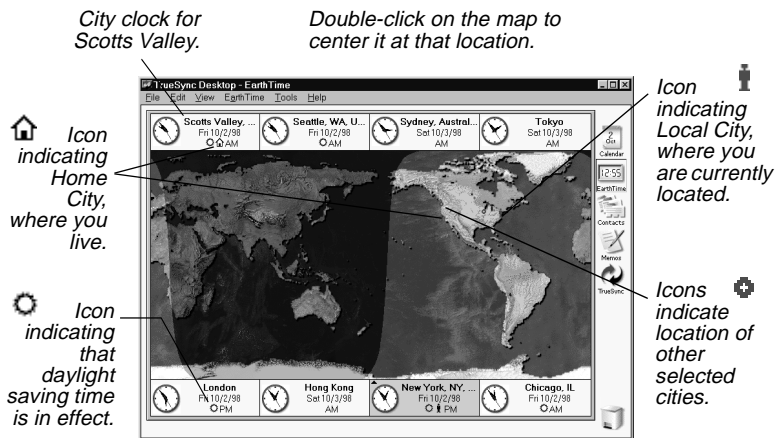 City clock for
Scotts Valley.
Double-click on the map to
center it at that location.
Icon
indicating
Home
City,
where you
live.
Icon
indicating
that
daylight
saving time
is in effect.
TrueSync Desktop - EarthTime
File Edit View EarthTime Tools Help
Scotts Valley, ...
Fri 10/2/98
AM
Seattle, WA, U...
Fri 10/2/98
AM
Sydney, Austral...
Sat 10/3/98
AM
Tokyo
Sat 10/3/98
AM
London
Fri 10/2/98
PM
Hong Kong
Sat 10/3/98
AM
New York, NY, ...
Fri 10/2/98
PM
Chicago, IL
Fri 10/2/98
AM
2
Oct
Calendar
12:55
EarthTime
Contacts
Memos
TrueSync
Icon
indicating
Local City,
where you
are currently
located.
Icons
indicate
location of
other
selected
cities.